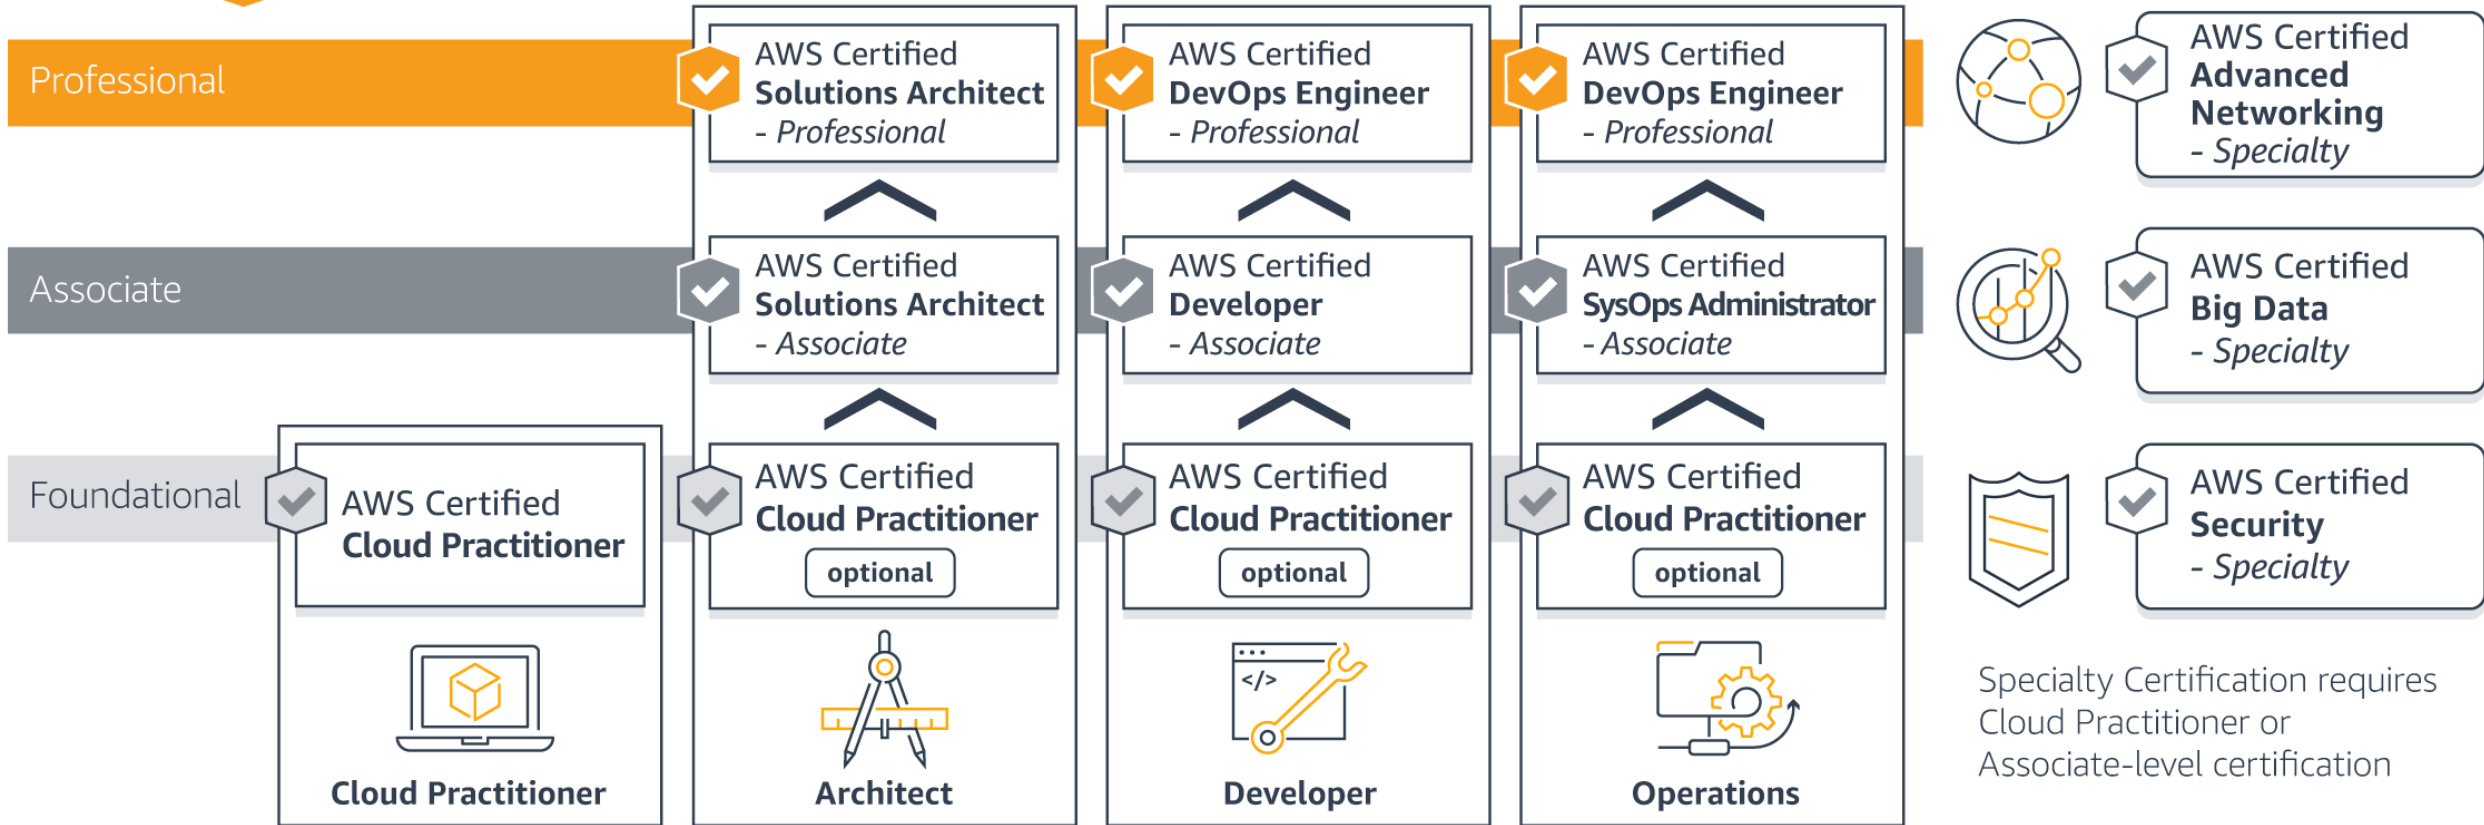 Professional
AWS Certified
Solutions Architect
- Professional
AWS Certified
DevOps Engineer
- Professional
AWS Certified
DevOps Engineer
- Professional
AWS Certified
Advanced
Networking
- Specialty
Associate
AWS Certified
Solutions Architect
- Associate
AWS Certified
Developer
- Associate
AWS Certified
SysOps Administrator
- Associate
AWS Certified
Big Data
- Specialty
Foundational
AWS Certified
Cloud Practitioner
AWS Certified
Cloud Practitioner
optional
AWS Certified
Cloud Practitioner
optional
AWS Certified
Cloud Practitioner
optional
AWS Certified
Security
- Specialty
</>
Cloud Practitioner
Architect
Developer
Operations
Specialty Certification requires
Cloud Practitioner or
Associate-level certification